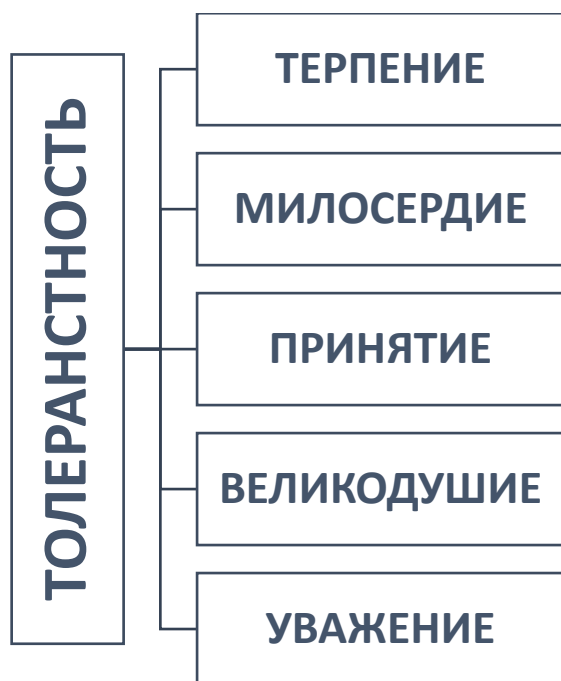 ТОЛЕРАНСТНОСТЬ
ТЕРПЕНИЕ
МИЛОСЕРДИЕ
ПРИНЯТИЕ
ВЕЛИКОДУШИЕ
УВАЖЕНИЕ